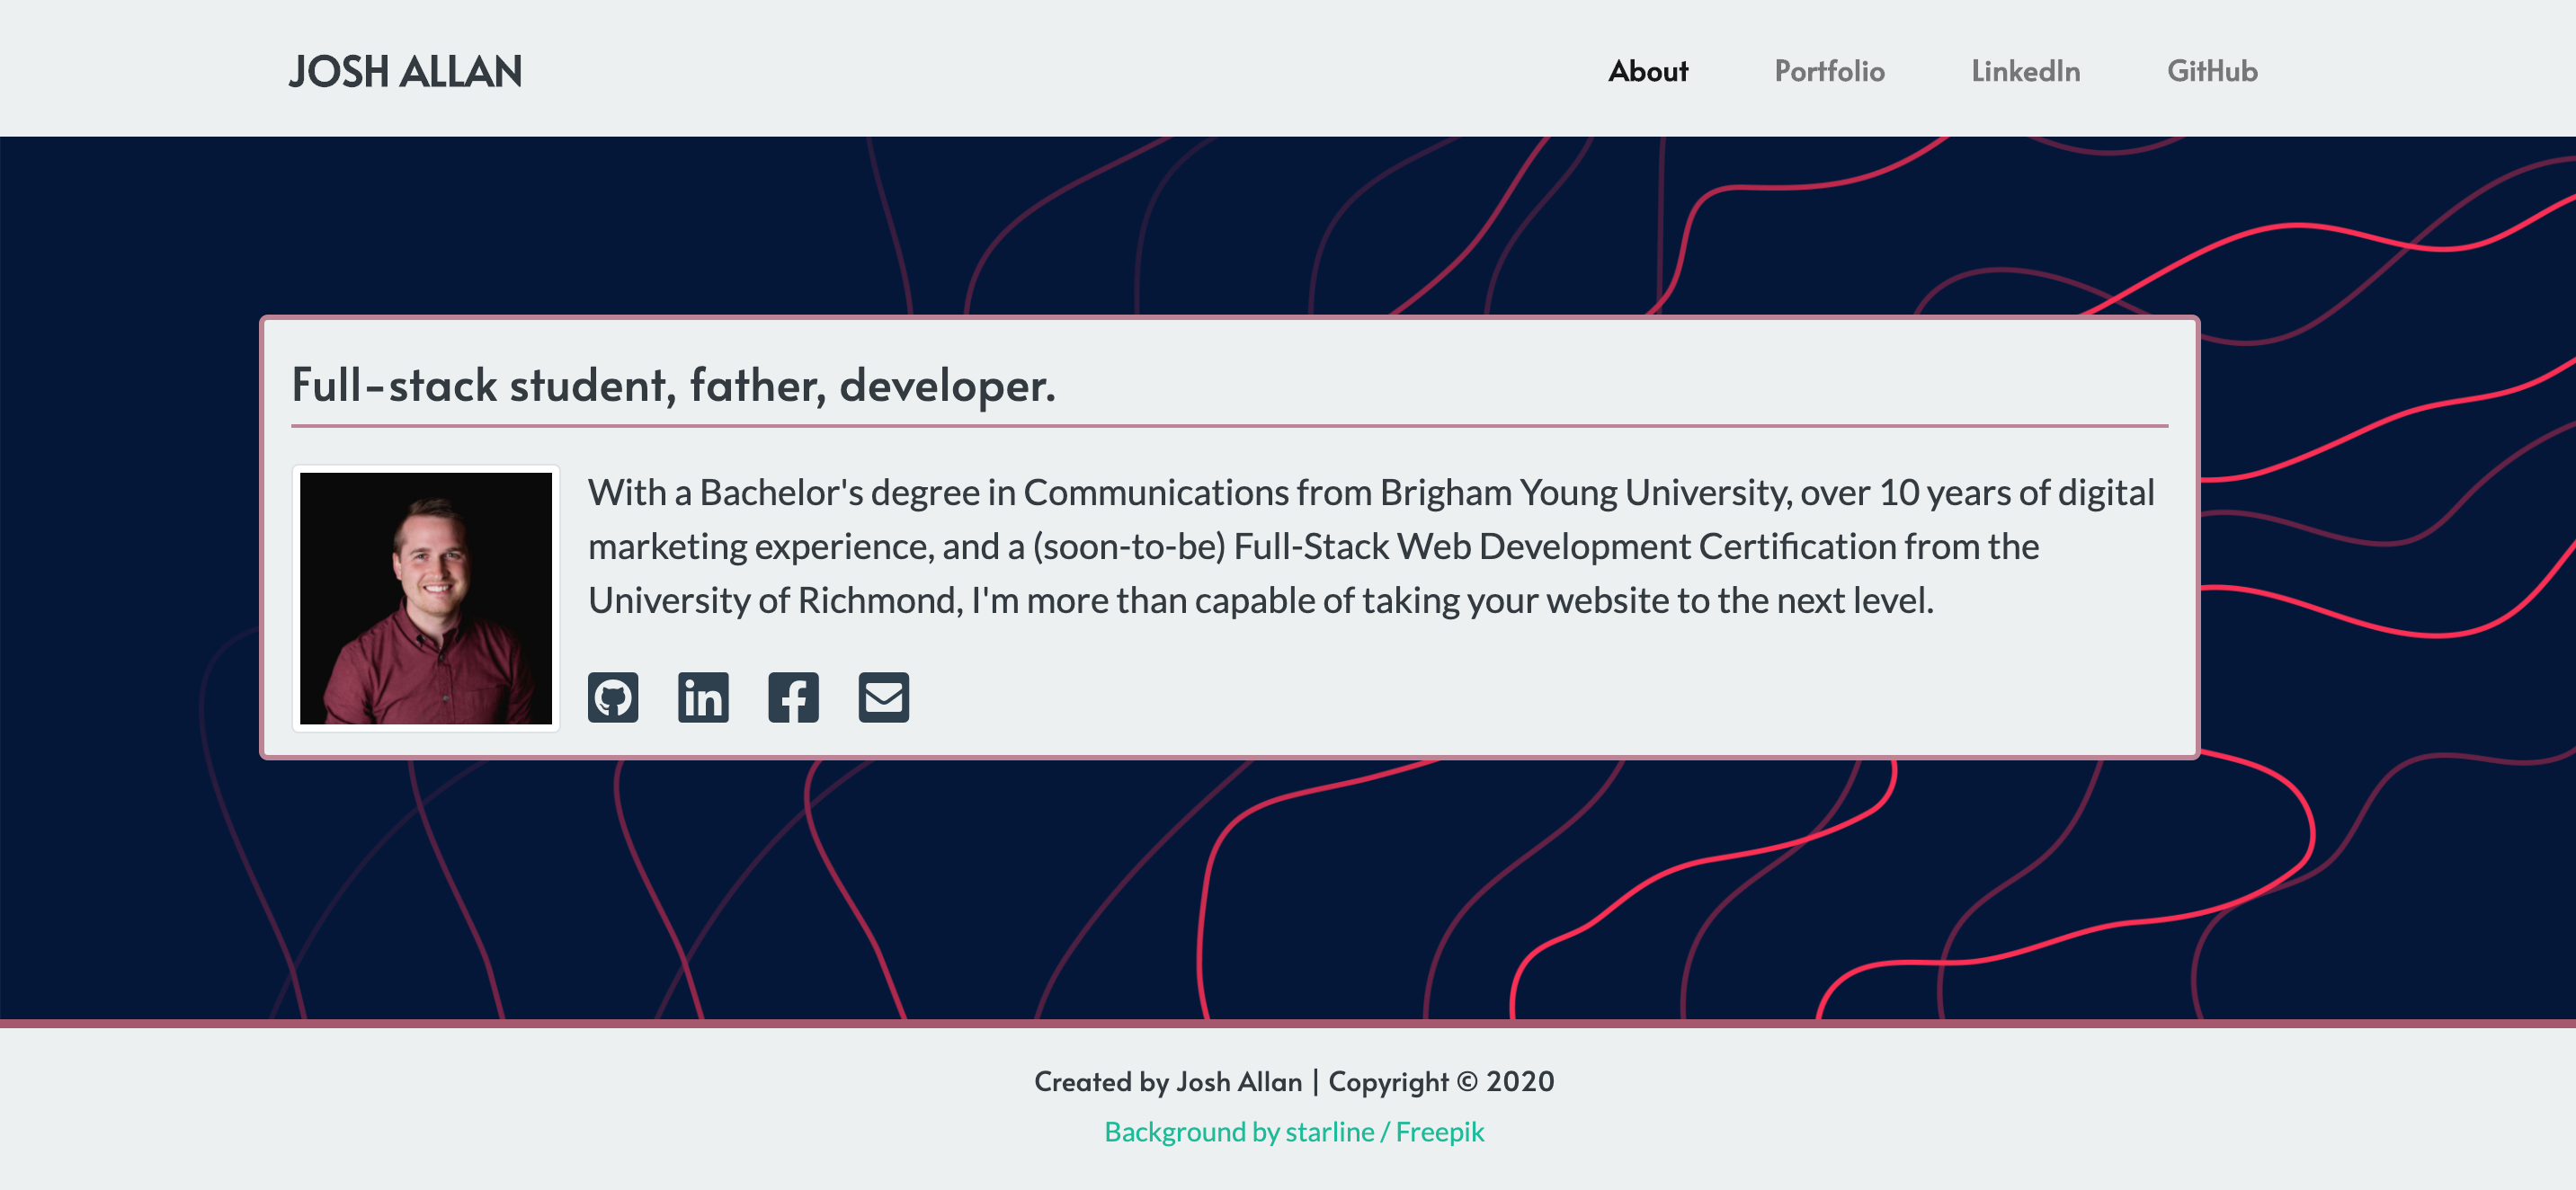 JOSH ALLAN
About Portfolio LinkedIn GitHub
Full-stack student, father, developer.
With a Bachelor's degree in Communications from Brigham Young University, over 10 years of digital
marketing experience, and a (soon-to-be) Full-Stack Web Development Certification from the
University of Richmond, I'm more than capable of taking your website to the next level.
Created by Josh Allan | Copyright © 2020
Background by starline / Freepik